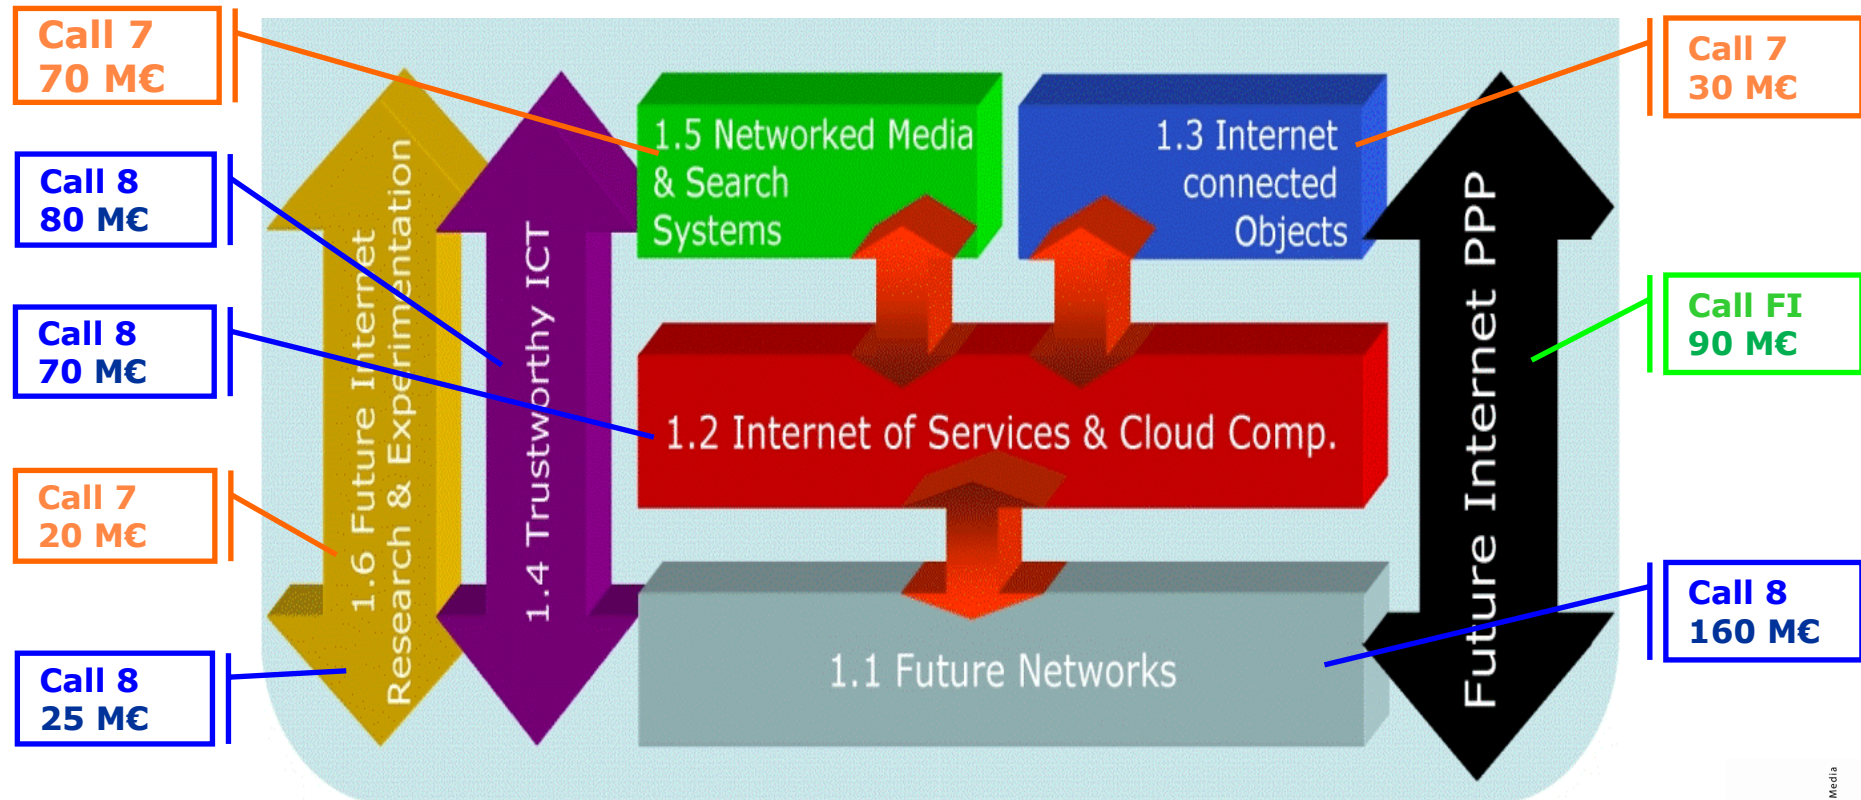 Call 7
70 M€
Call 8
80 M€
Call 8
70 M€
Call 7
20 M€
Call 8
25 M€
1.6 Future Internet
Research & Experimentation
1.4 Trustworthy ICT
1.5 Networked Media
& Search
Systems
1.3 Internet
connected
Objects
1.2 Internet of Services & Cloud Comp.
1.1 Future Networks
Future Internet PPP
Call 7
30 M€
Call FI
90 M€
Call 8
160 M€
Media